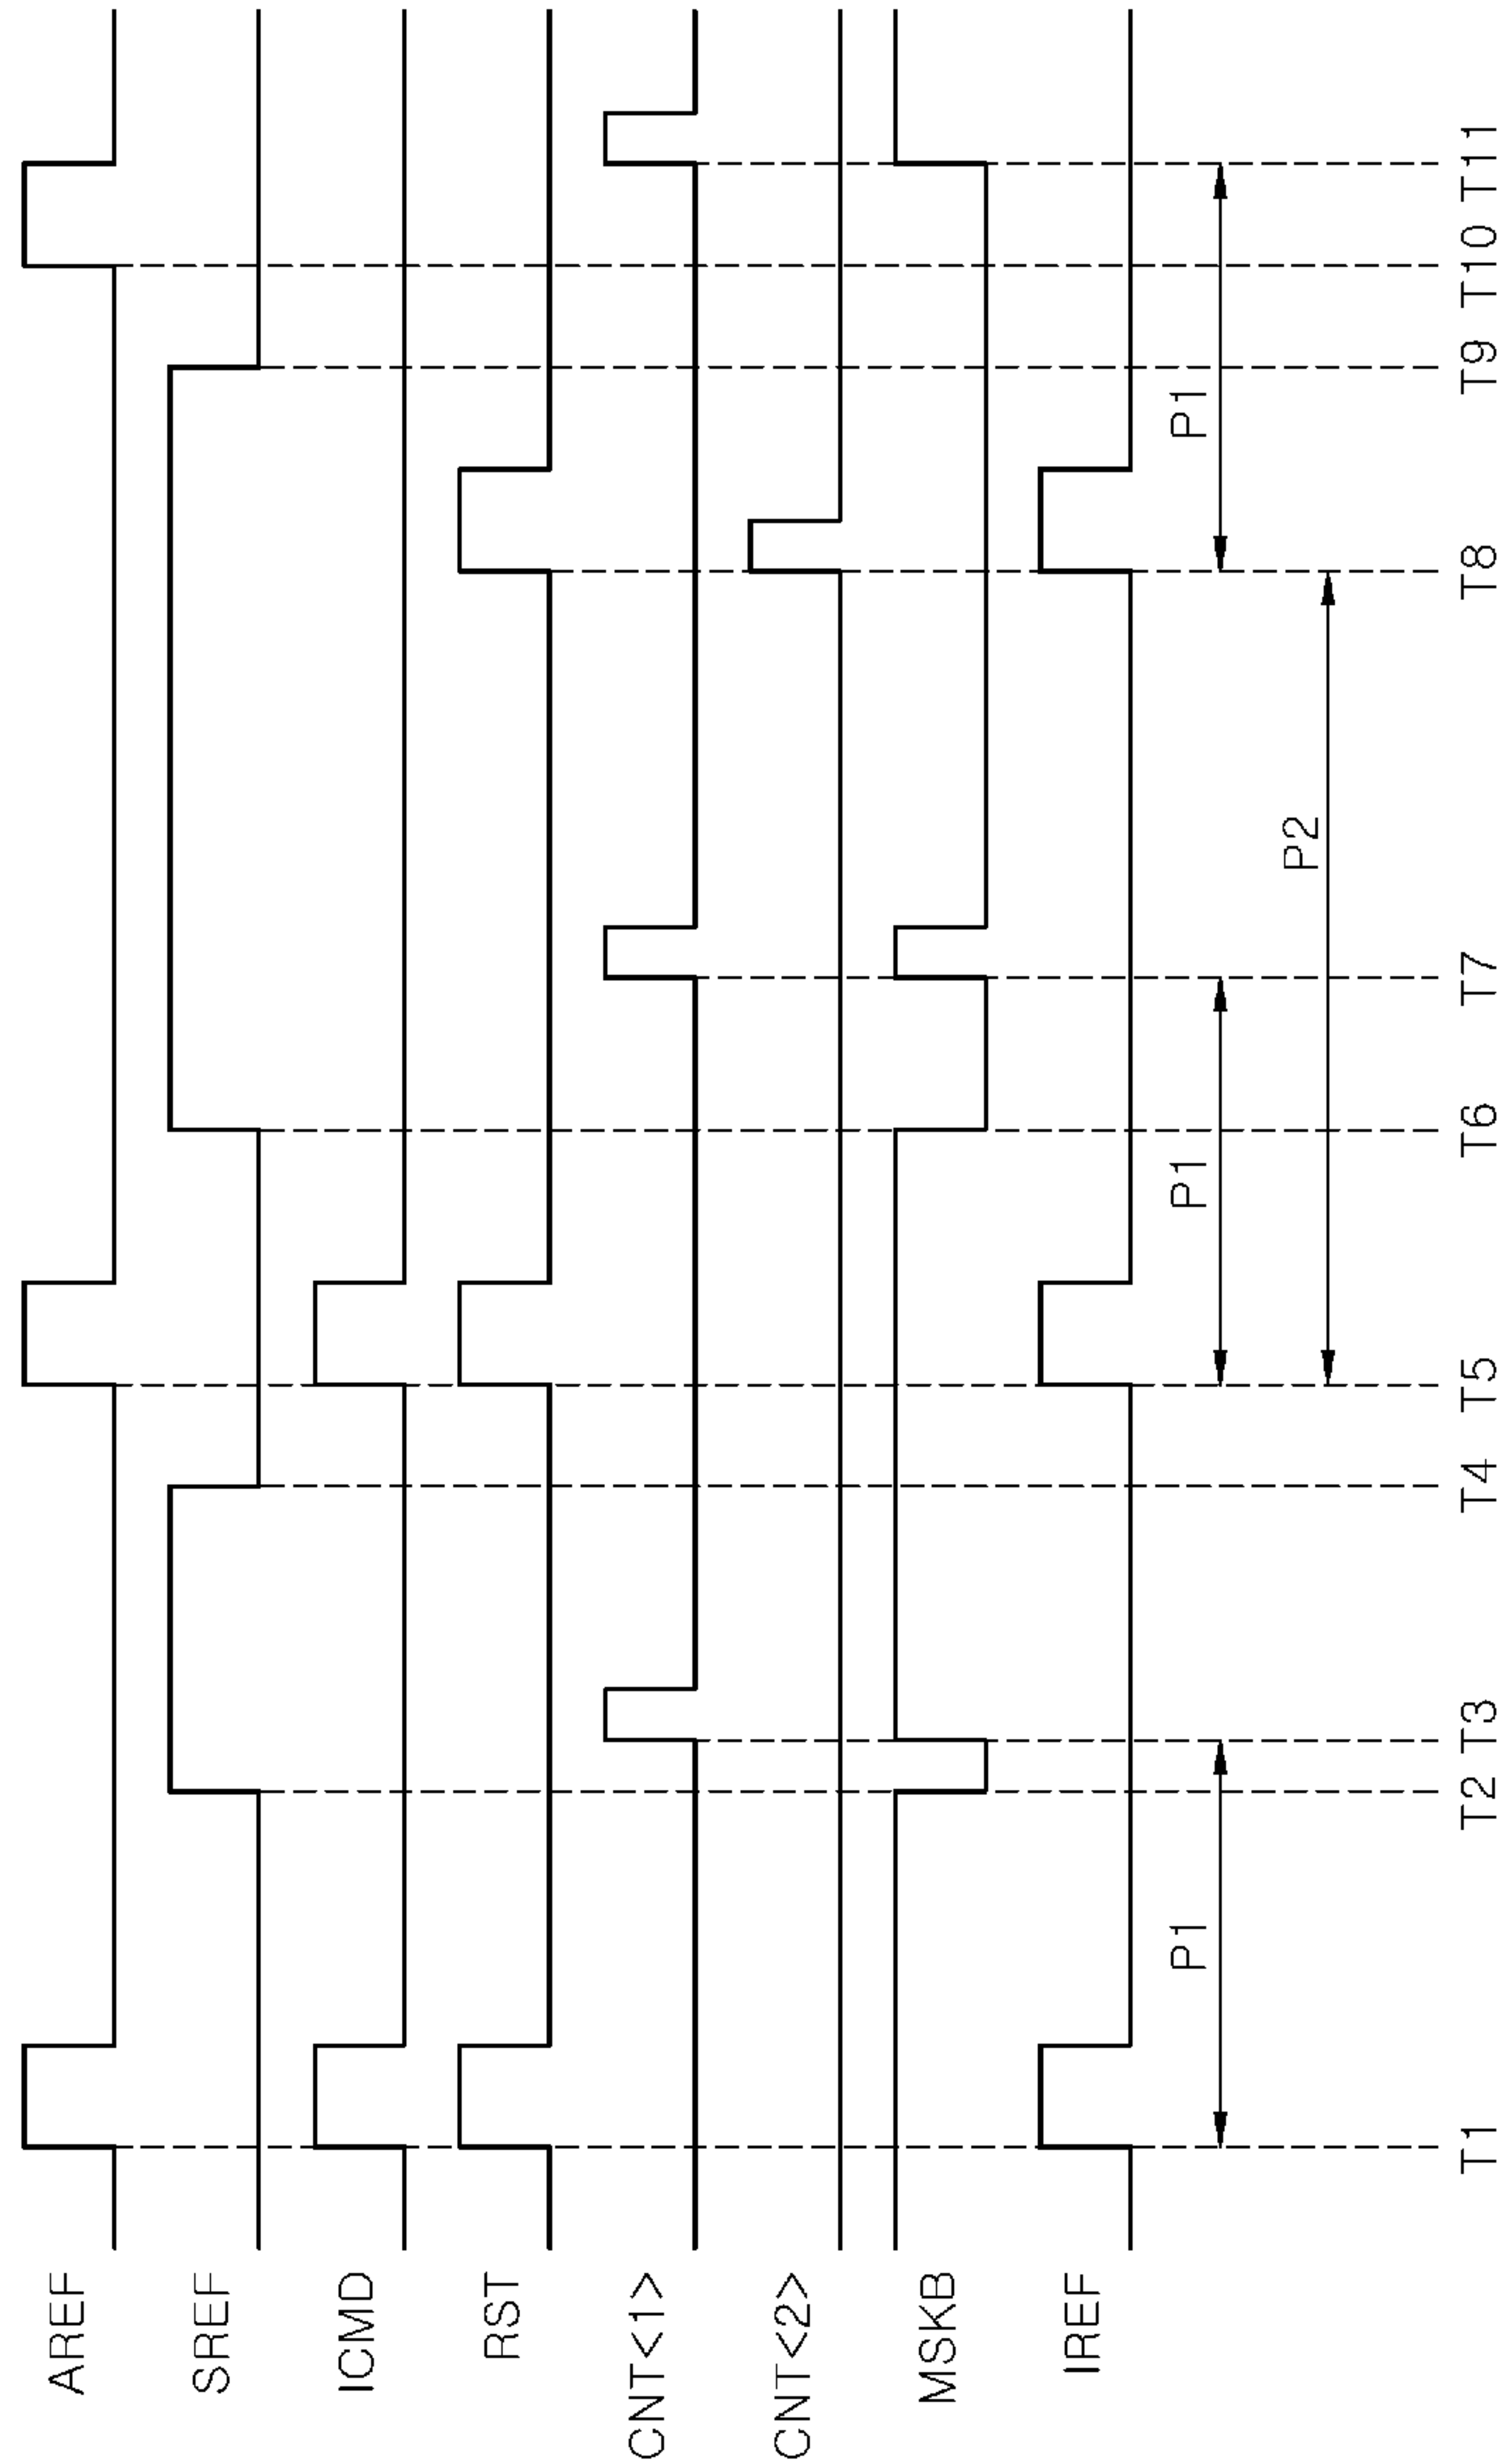 AREF
SREF
ICMD
RST
CNT<1>
CNT<2>
MSKB
IREF
P1 P1 P1
P2
T1 T2 T3 T4 T5 T6 T7 T8 T9 T10 T11